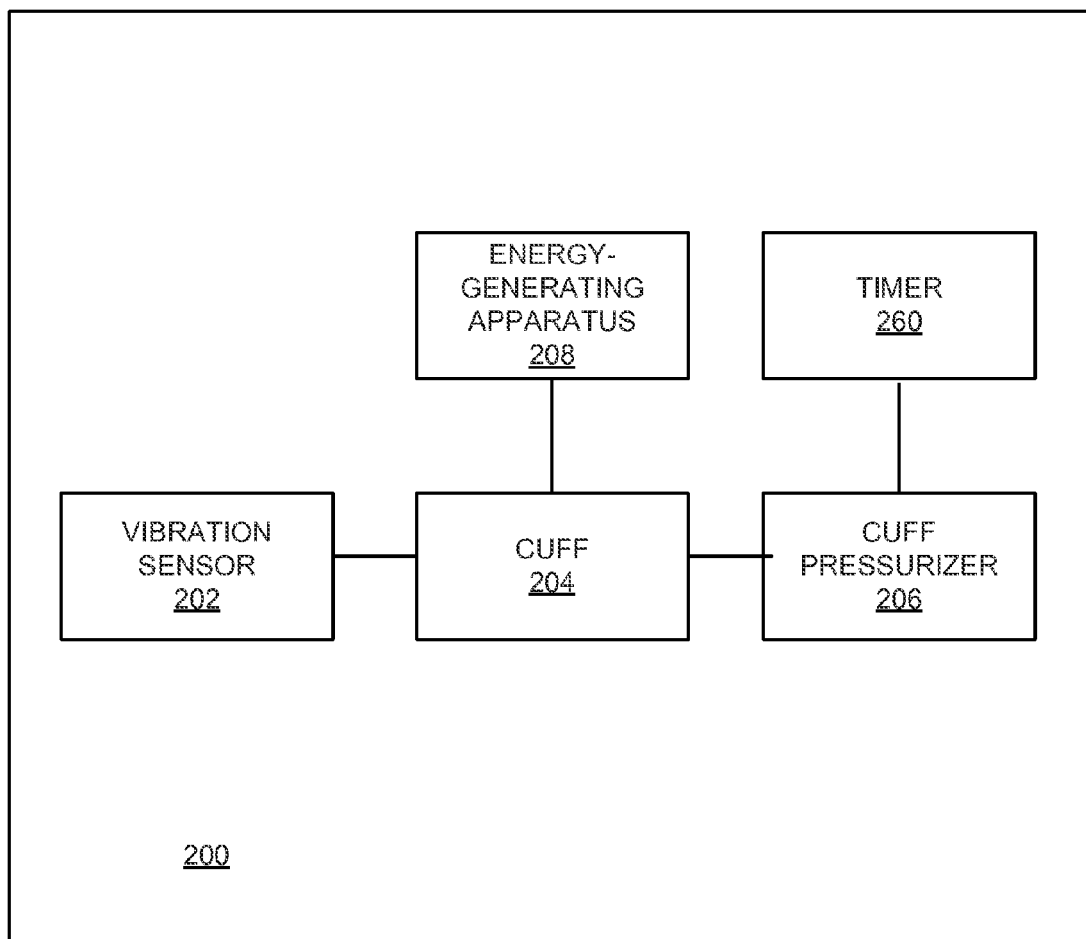 ENERGY-
GENERATING
APPARATUS
208
TIMER
260
VIBRATION
SENSOR
202
CUFF
204
CUFF
PRESSURIZER
206
200